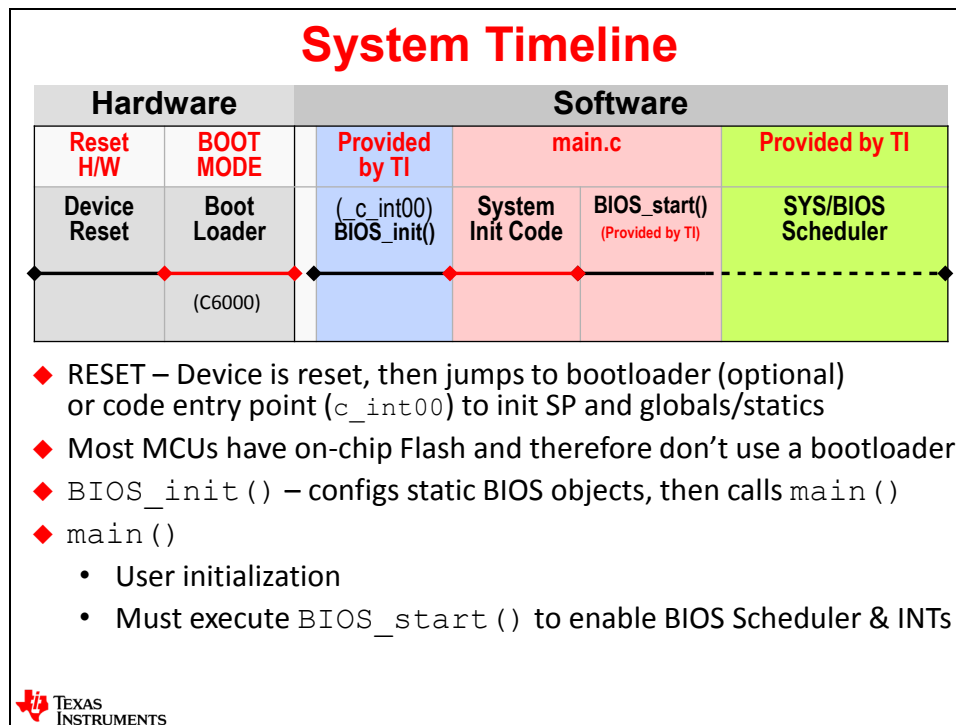 System Timeline
Hardware
Software
Reset H/W
BOOT MODE
Provided by TI
main.c
Provided by TI
Device Reset
Boot Loader
(_c_int00)
BIOS_init()
System Init Code
BIOS_start()
(Provided by TI)
SYS/BIOS Scheduler
(C6000)
◆ RESET – Device is reset, then jumps to bootloader (optional)
or code entry point (c_int00) to init SP and globals/statics
◆ Most MCUs have on-chip Flash and therefore don’t use a bootloader
◆ BIOS_init() – configs static BIOS objects, then calls main()
◆ main()
• User initialization
• Must execute BIOS_start() to enable BIOS Scheduler & INTs
TEXAS
INSTRUMENTS